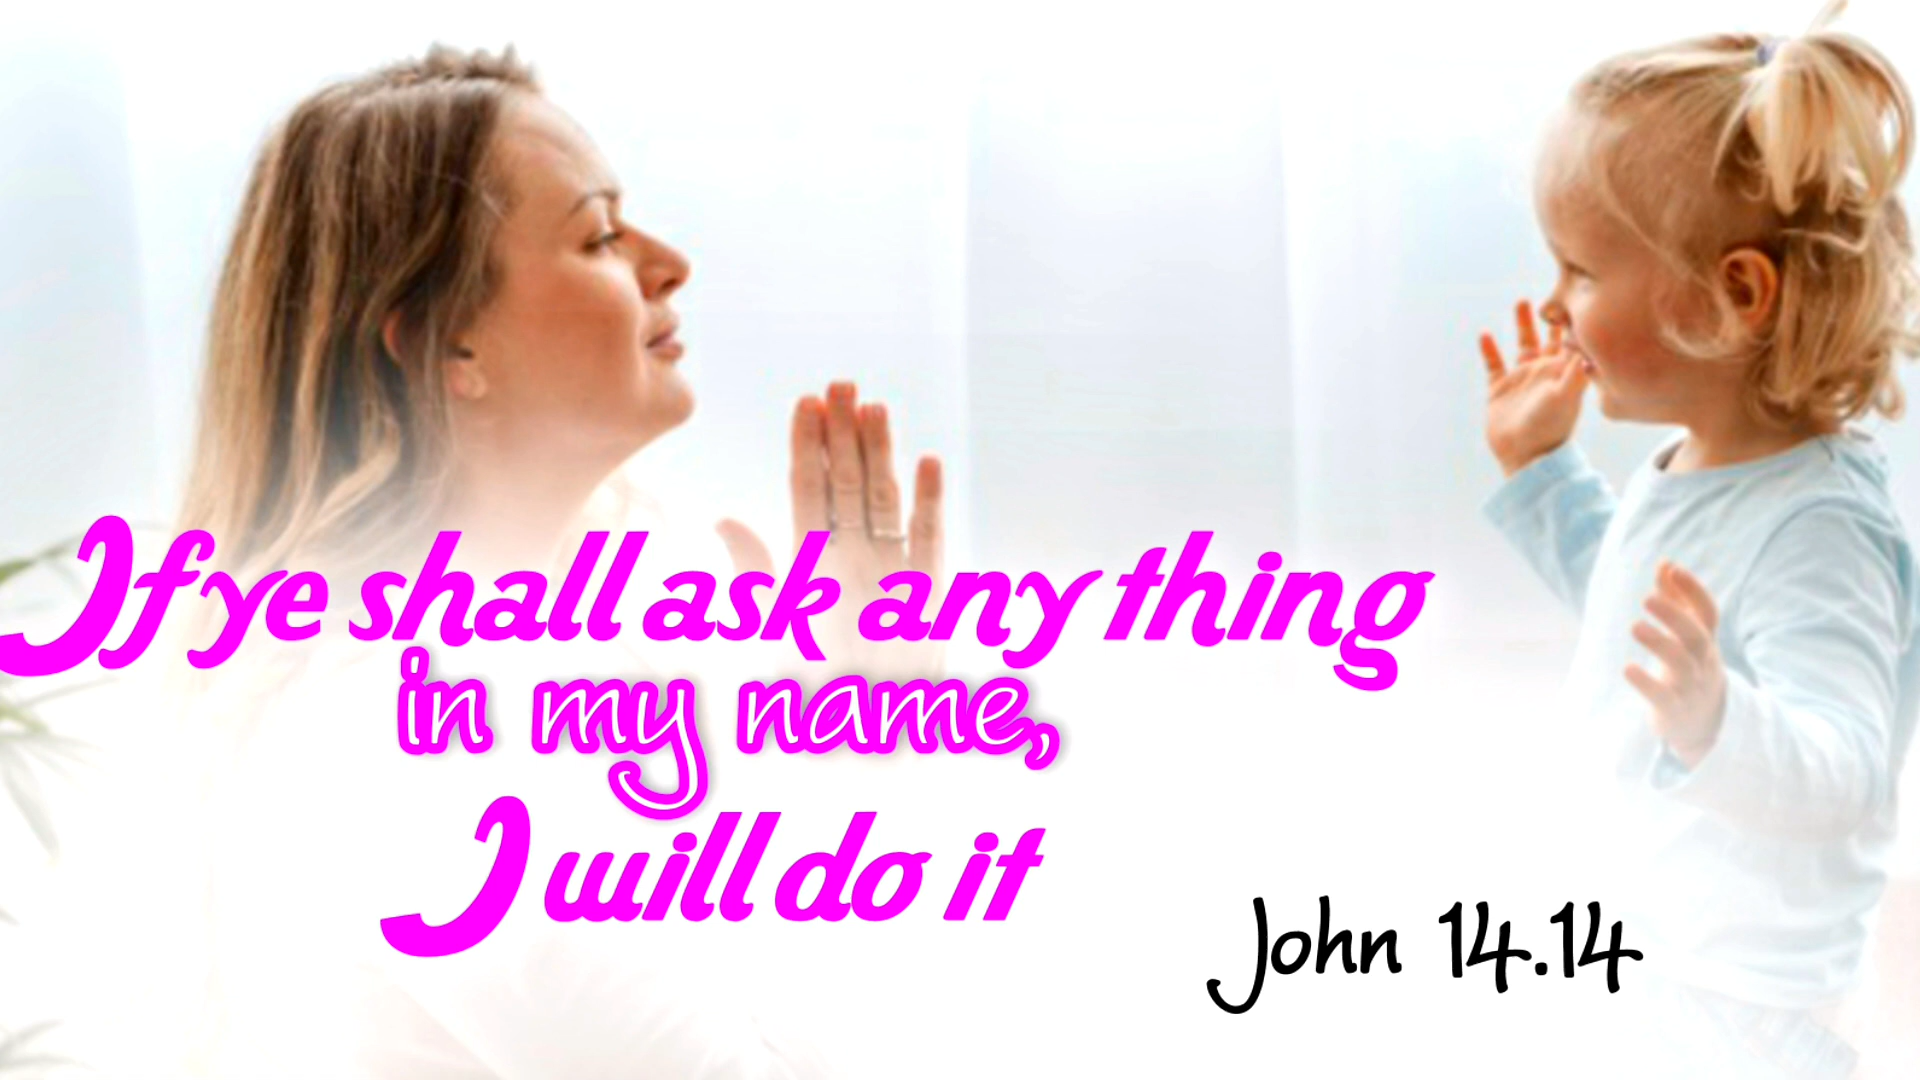 If ye shall ask any thing
in my name,
I will do it
John 14.14